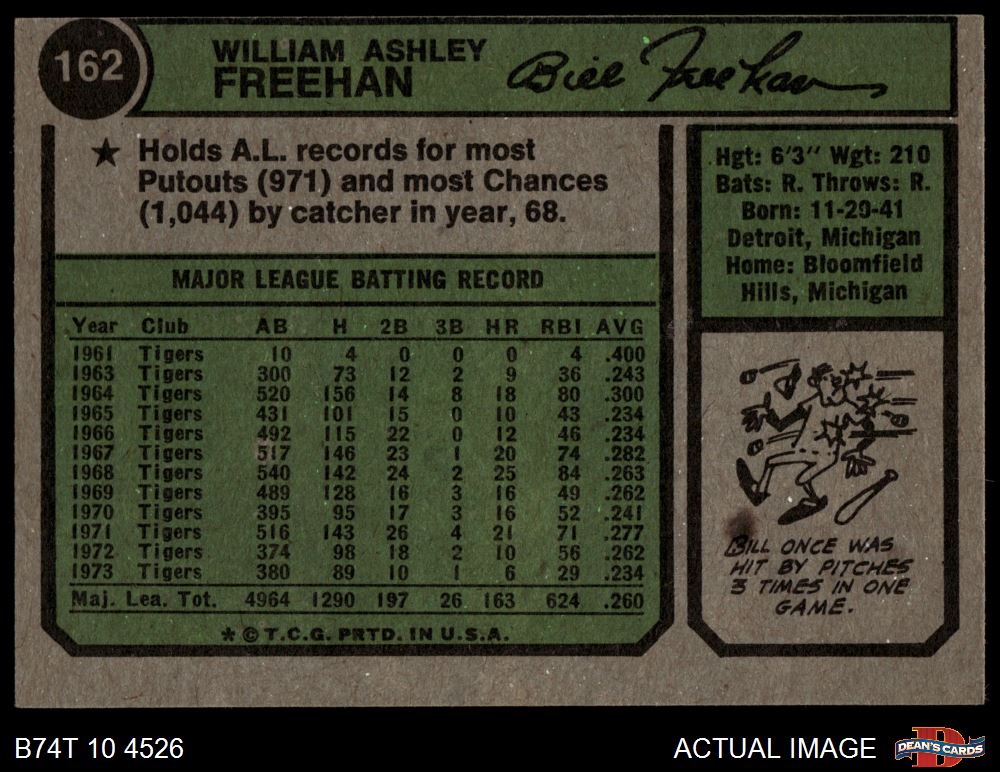 162
WILLIAM ASHLEY
FREEHAN
Bill Freehan
★ Holds A.L. records for most
Putouts (971) and most Chances
(1,044) by catcher in year, 68.
Hgt: 6'3" Wgt: 210
Bats: R. Throws: R.
Born: 11-29-41
Detroit, Michigan
Home: Bloomfield
Hills, Michigan
MAJOR LEAGUE BATTING RECORD
Year Club AB H 2B 3B HR RBI AVG
1961 Tigers 10 4 0 0 0 4 .400
1963 Tigers 300 73 12 2 9 36 .243
1964 Tigers 520 156 14 8 18 80 .300
1965 Tigers 431 101 15 0 10 43 .234
1966 Tigers 492 115 22 0 12 46 .234
1967 Tigers 517 146 23 1 20 74 .282
1968 Tigers 540 142 24 2 25 84 .263
1969 Tigers 489 128 16 3 16 49 .262
1970 Tigers 395 95 17 3 16 52 .241
1971 Tigers 516 143 26 4 21 71 .277
1972 Tigers 374 98 18 2 10 56 .262
1973 Tigers 380 89 10 1 6 29 .234
Maj. Lea. Tot. 4964 1290 197 26 163 624 .260
* © T.C.G. PRTD. IN U.S.A.
BILL ONCE WAS
HIT BY PITCHES
3 TIMES IN ONE
GAME.
B74T 10 4526
ACTUAL IMAGE
DEAN'S CARDS